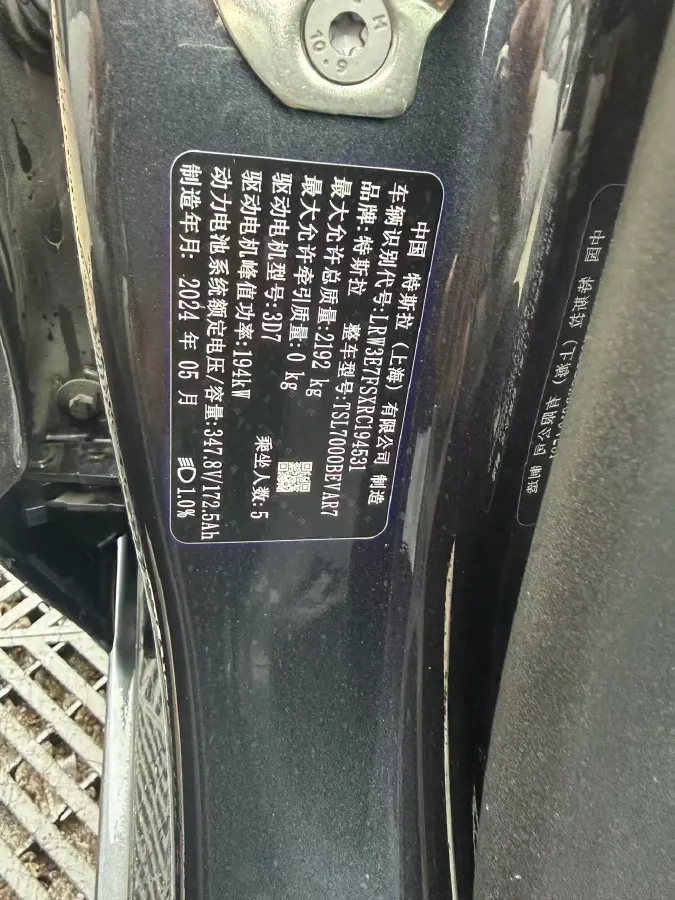 中国 特斯拉（上海）有限公司 制造
车辆识别代号:LRW3E7FSXRC194531
品牌:特斯拉 整车型号:TSL7000BEVAR7
最大允许总质量:2192 kg
最大允许牵引质量: 0 kg
驱动电机型号:3D7 乘坐人数:5
驱动电机峰值功率:194kW
动力电池系统额定电压/容量:347.8V/172.5Ah
制造年月: 2024 年 05 月 1.0%
10.9